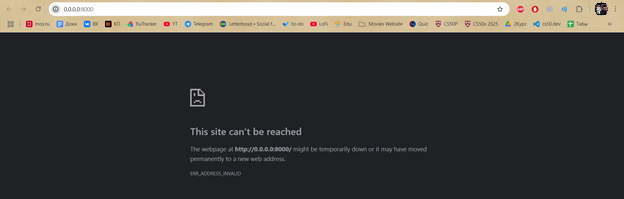 0.0.0.0:8000
mos.ru Доки ВК КП RuTracker YT Telegram Letterboxd • Social f... to-do LoFi Edu Movies Website Quiz CS50P CS50x 2025 2Курс cs50.dev Табы »
This site can't be reached
The webpage at http://0.0.0.0:8000/ might be temporarily down or it may have moved
permanently to a new web address.
ERR_ADDRESS_INVALID